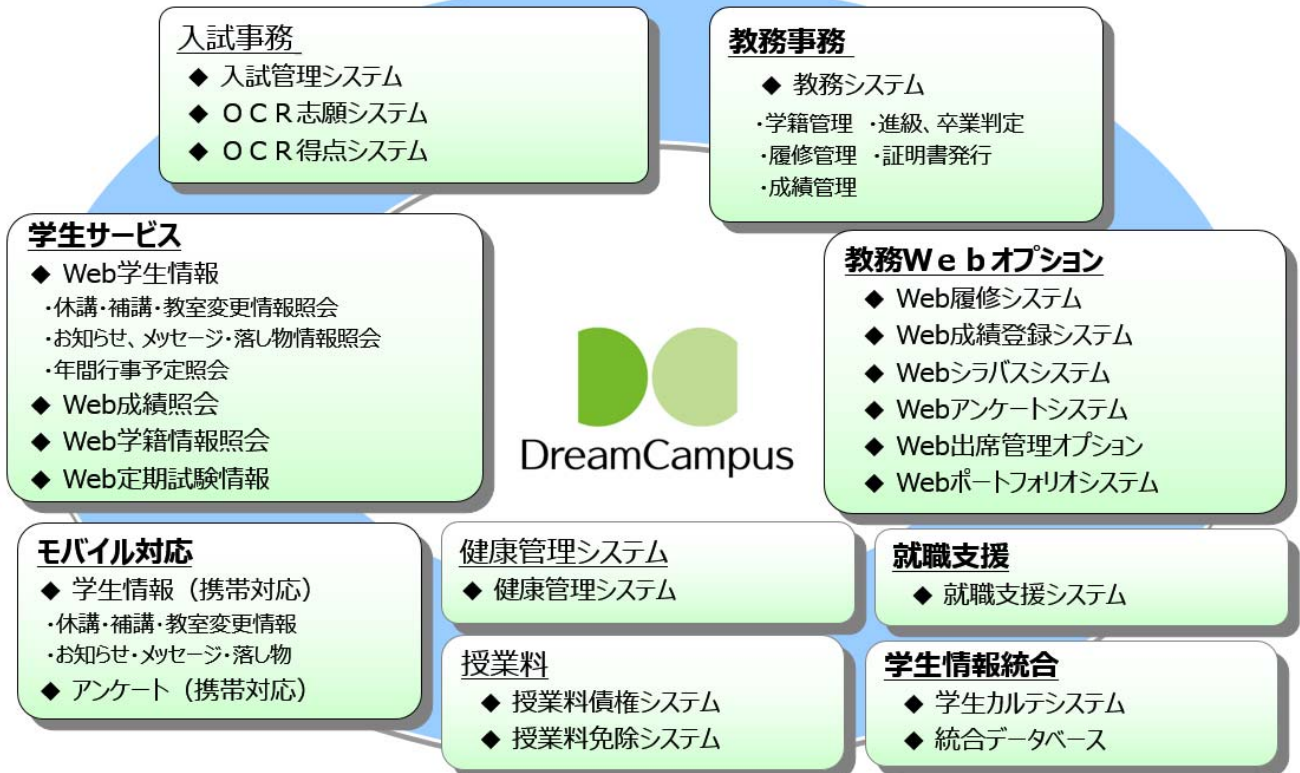 入試事務
◆ 入試管理システム
◆ ＯＣＲ志願システム
◆ ＯＣＲ得点システム
教務事務
◆ 教務システム
・学籍管理 ・進級、卒業判定
・履修管理 ・証明書発行
・成績管理
学生サービス
◆ Web学生情報
・休講・補講・教室変更情報照会
・お知らせ、メッセージ・落し物情報照会
・年間行事予定照会
◆ Web成績照会
◆ Web学籍情報照会
◆ Web定期試験情報
DreamCampus
教務Ｗｅｂオプション
◆ Web履修システム
◆ Web成績登録システム
◆ Webシラバスシステム
◆ Webアンケートシステム
◆ Web出席管理オプション
◆ Webポートフォリオシステム
モバイル対応
◆ 学生情報（携帯対応）
・休講・補講・教室変更情報
・お知らせ・メッセージ・落し物
◆ アンケート（携帯対応）
健康管理システム
◆ 健康管理システム
就職支援
◆ 就職支援システム
授業料
◆ 授業料債権システム
◆ 授業料免除システム
学生情報統合
◆ 学生カルテシステム
◆ 統合データベース